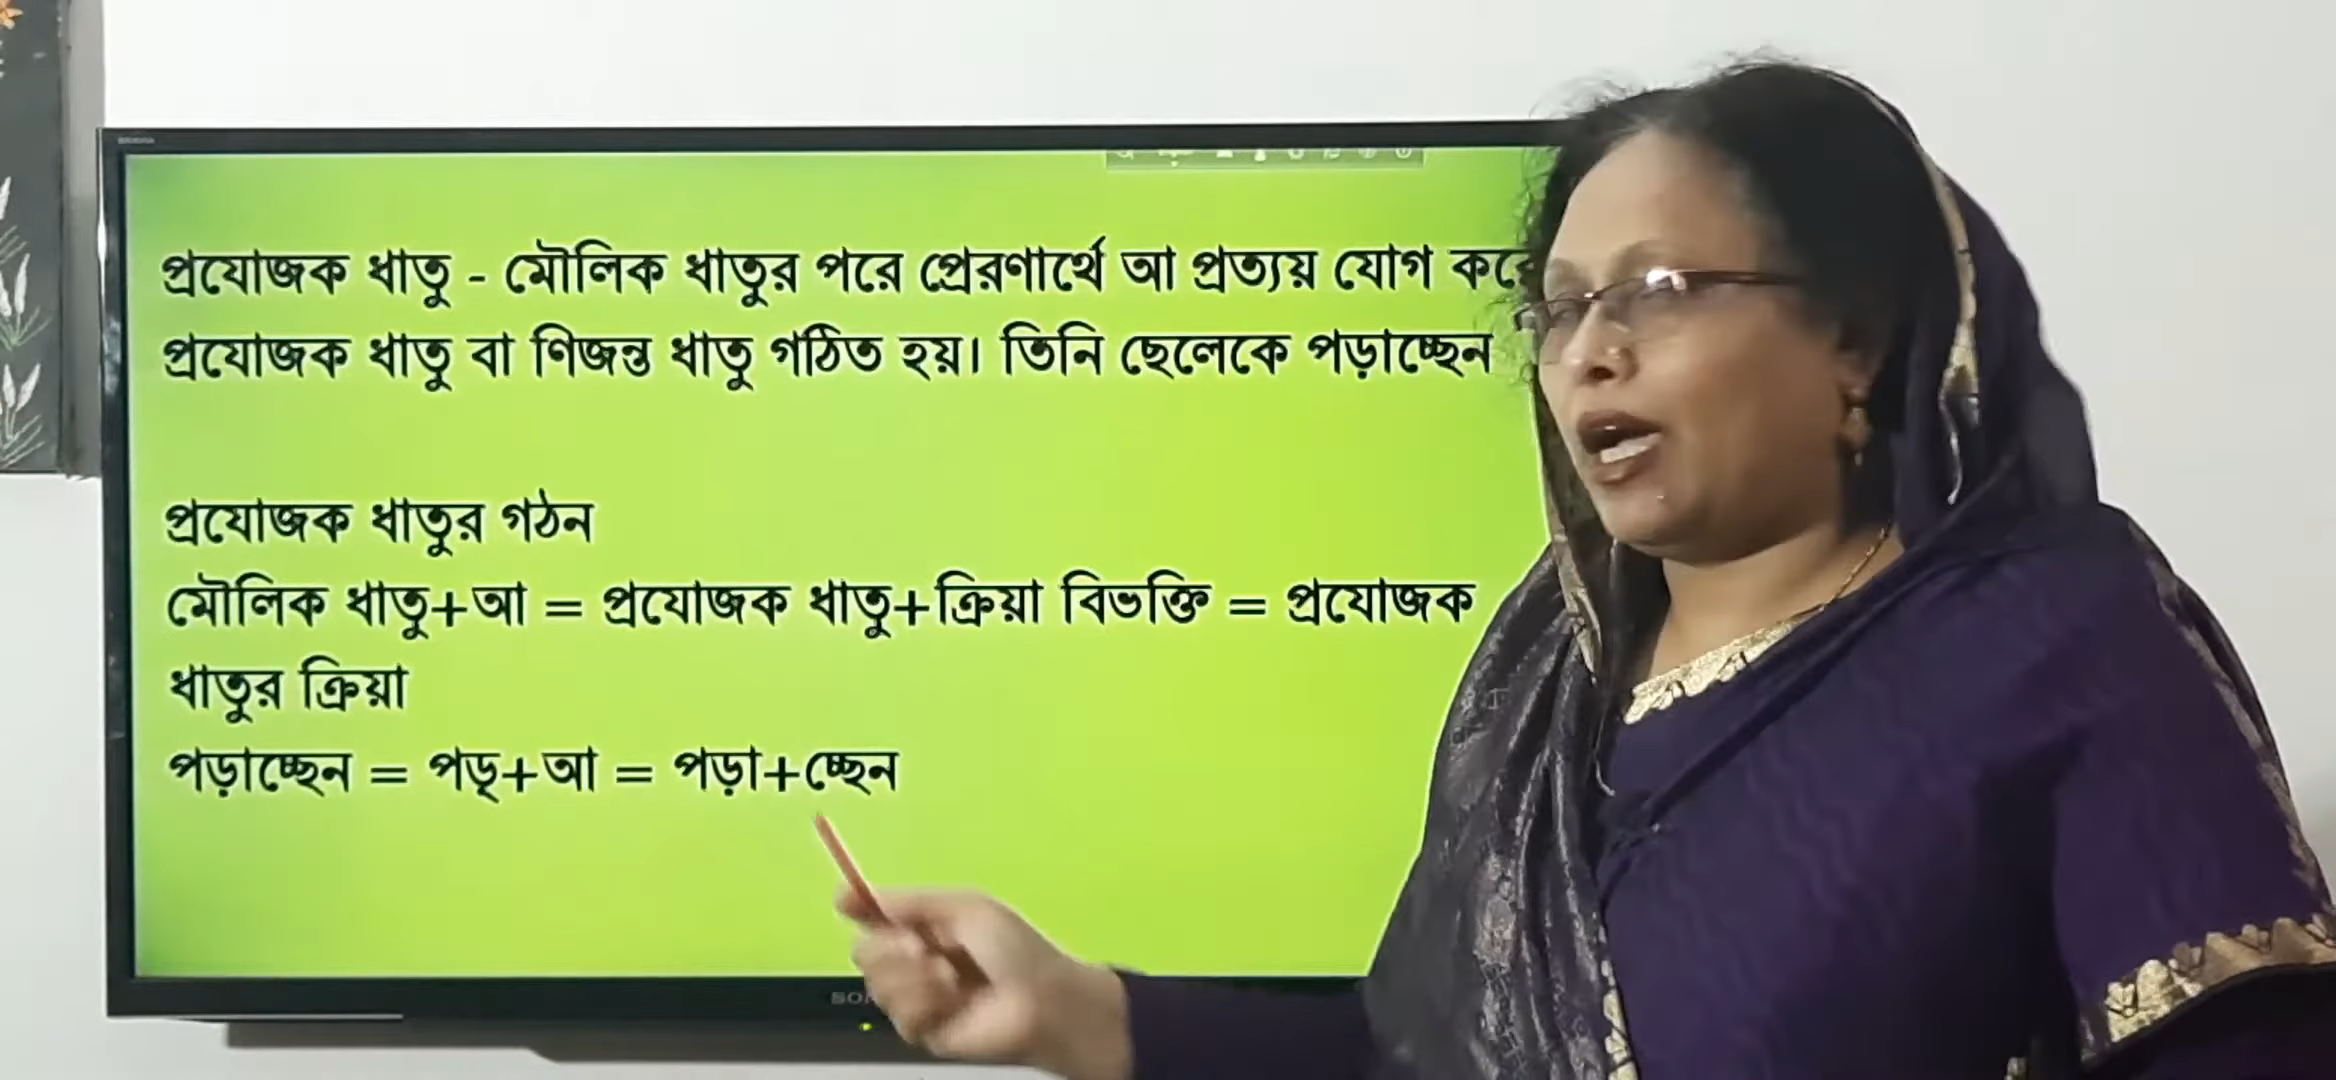 প্রযোজক ধাতু - মৌলিক ধাতুর পরে প্রেরণার্থে আ প্রত্যয় যোগ করে
প্রযোজক ধাতু বা ণিজন্ত ধাতু গঠিত হয়। তিনি ছেলেকে পড়াচ্ছেন
প্রযোজক ধাতুর গঠন
মৌলিক ধাতু+আ = প্রযোজক ধাতু+ক্রিয়া বিভক্তি = প্রযোজক
ধাতুর ক্রিয়া
পড়াচ্ছেন = পড়্+আ = পড়া+চ্ছেন